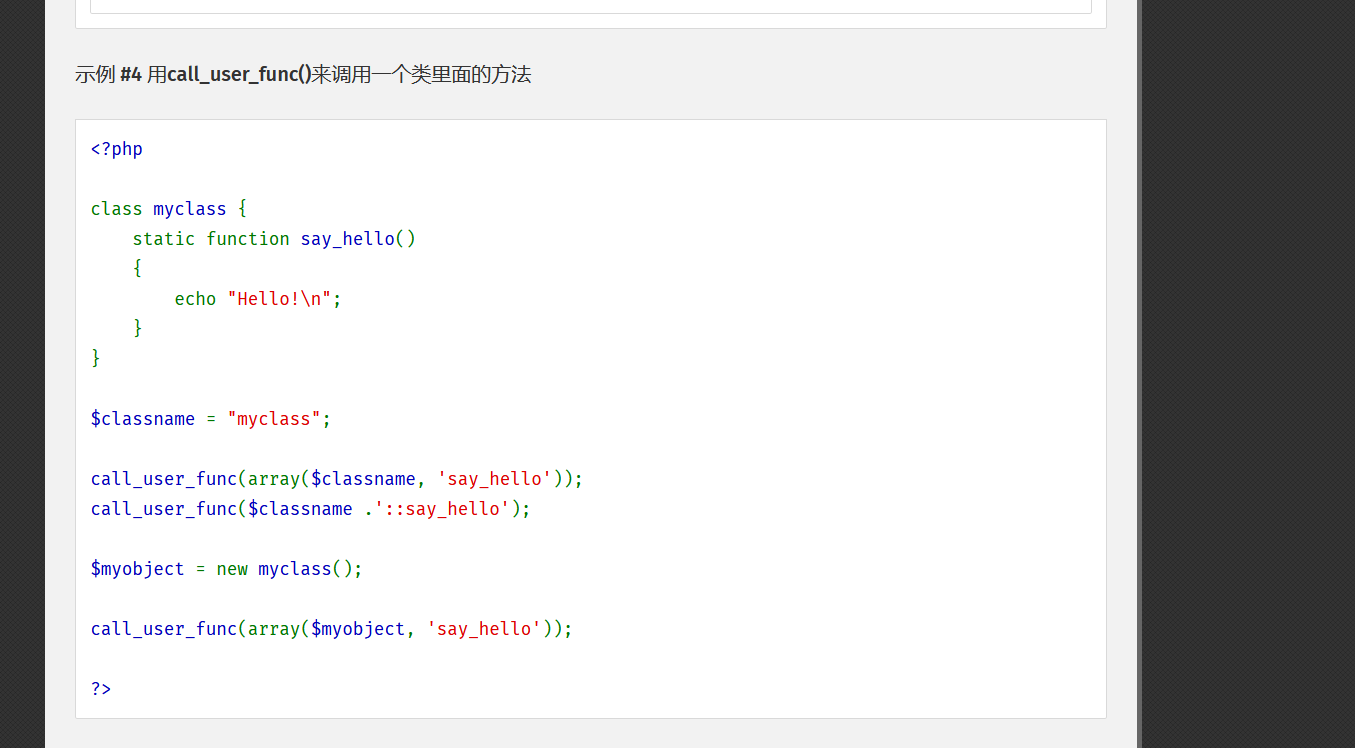 示例 #4 用call_user_func()来调用一个类里面的方法
<?php
class myclass {
    static function say_hello()
    {
        echo "Hello!\n";
    }
}
$classname = "myclass";
call_user_func(array($classname, 'say_hello'));
call_user_func($classname .'::say_hello');
$myobject = new myclass();
call_user_func(array($myobject, 'say_hello'));
?>